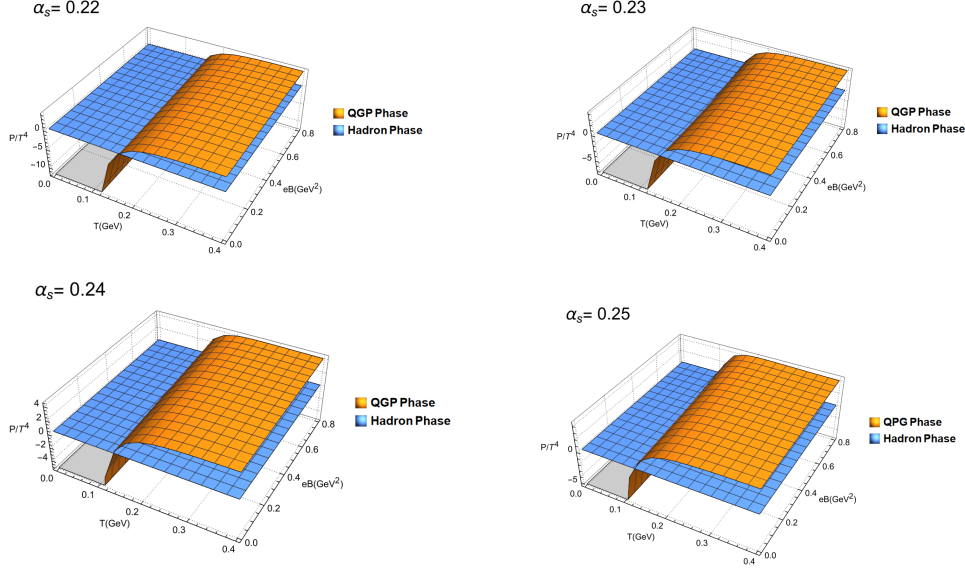 αs= 0.22
P/T4
0
-5
-10
0.0
0.1
0.2
0.3
0.4
T(GeV)
0.0
0.2
0.4
0.6
0.8
eB(GeV2)
QGP Phase
Hadron Phase
αs= 0.23
P/T4
0
-5
0.0
0.1
0.2
0.3
0.4
T(GeV)
0.0
0.2
0.4
0.6
0.8
eB(GeV2)
QGP Phase
Hadron Phase
αs= 0.24
P/T4
4
2
0
-2
-4
0.0
0.1
0.2
0.3
0.4
T(GeV)
0.0
0.2
0.4
0.6
0.8
eB(GeV2)
QGP Phase
Hadron Phase
αs= 0.25
P/T4
0
-5
0.0
0.1
0.2
0.3
0.4
T(GeV)
0.0
0.2
0.4
0.6
0.8
eB(GeV2)
QPG Phase
Hadron Phase